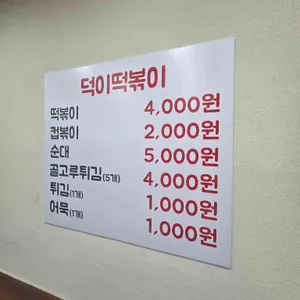 덕이떡볶이
떡볶이 4,000원
컵볶이 2,000원
순대 5,000원
골고루튀김(5개) 4,000원
튀김(1개) 1,000원
어묵(1개) 1,000원